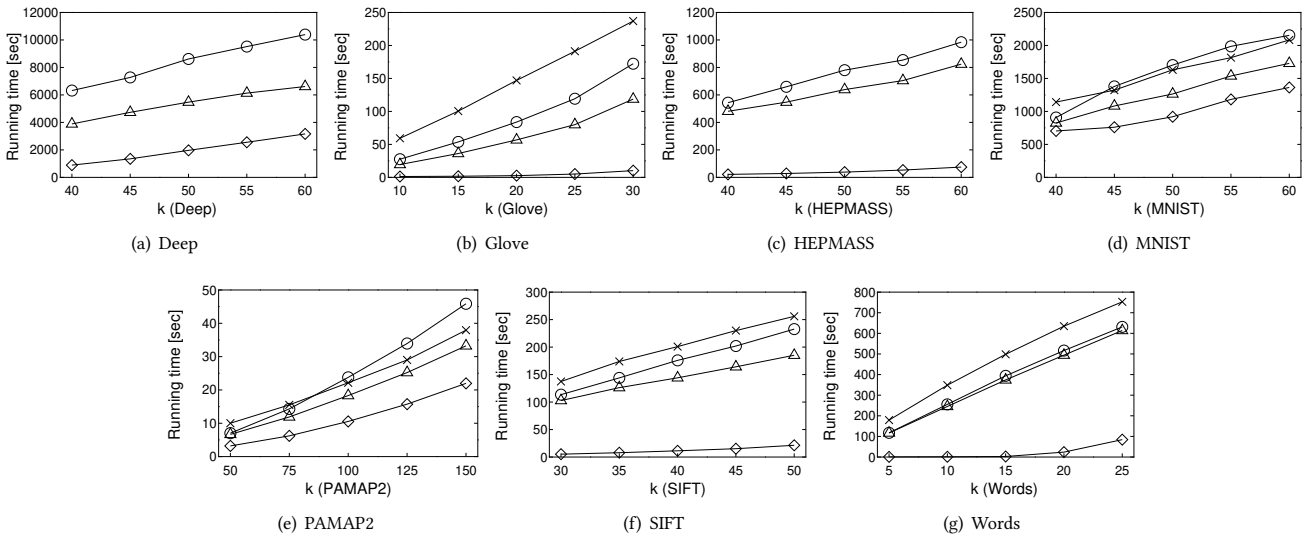 12000
10000
8000
6000
4000
2000
0
Running time [sec]
40 45 50 55 60
k (Deep)
(a) Deep
250
200
150
100
50
0
Running time [sec]
10 15 20 25 30
k (Glove)
(b) Glove
1200
1000
800
600
400
200
0
Running time [sec]
40 45 50 55 60
k (HEPMASS)
(c) HEPMASS
2500
2000
1500
1000
500
0
Running time [sec]
40 45 50 55 60
k (MNIST)
(d) MNIST
50
40
30
20
10
0
Running time [sec]
50 75 100 125 150
k (PAMAP2)
(e) PAMAP2
300
250
200
150
100
50
0
Running time [sec]
30 35 40 45 50
k (SIFT)
(f) SIFT
800
700
600
500
400
300
200
100
0
Running time [sec]
5 10 15 20 25
k (Words)
(g) Words